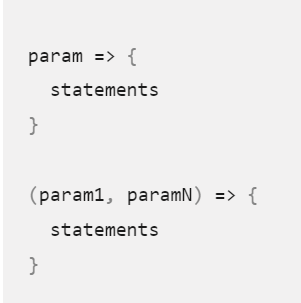 param => {
  statements
}

(param1, paramN) => {
  statements
}